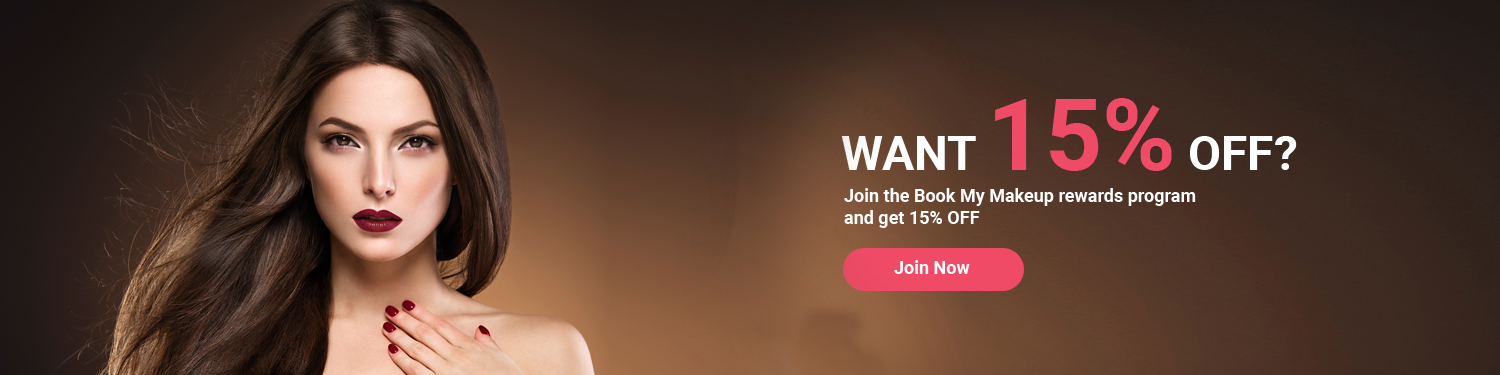 WANT 15% OFF?
Join the Book My Makeup rewards program
and get 15% OFF
Join Now